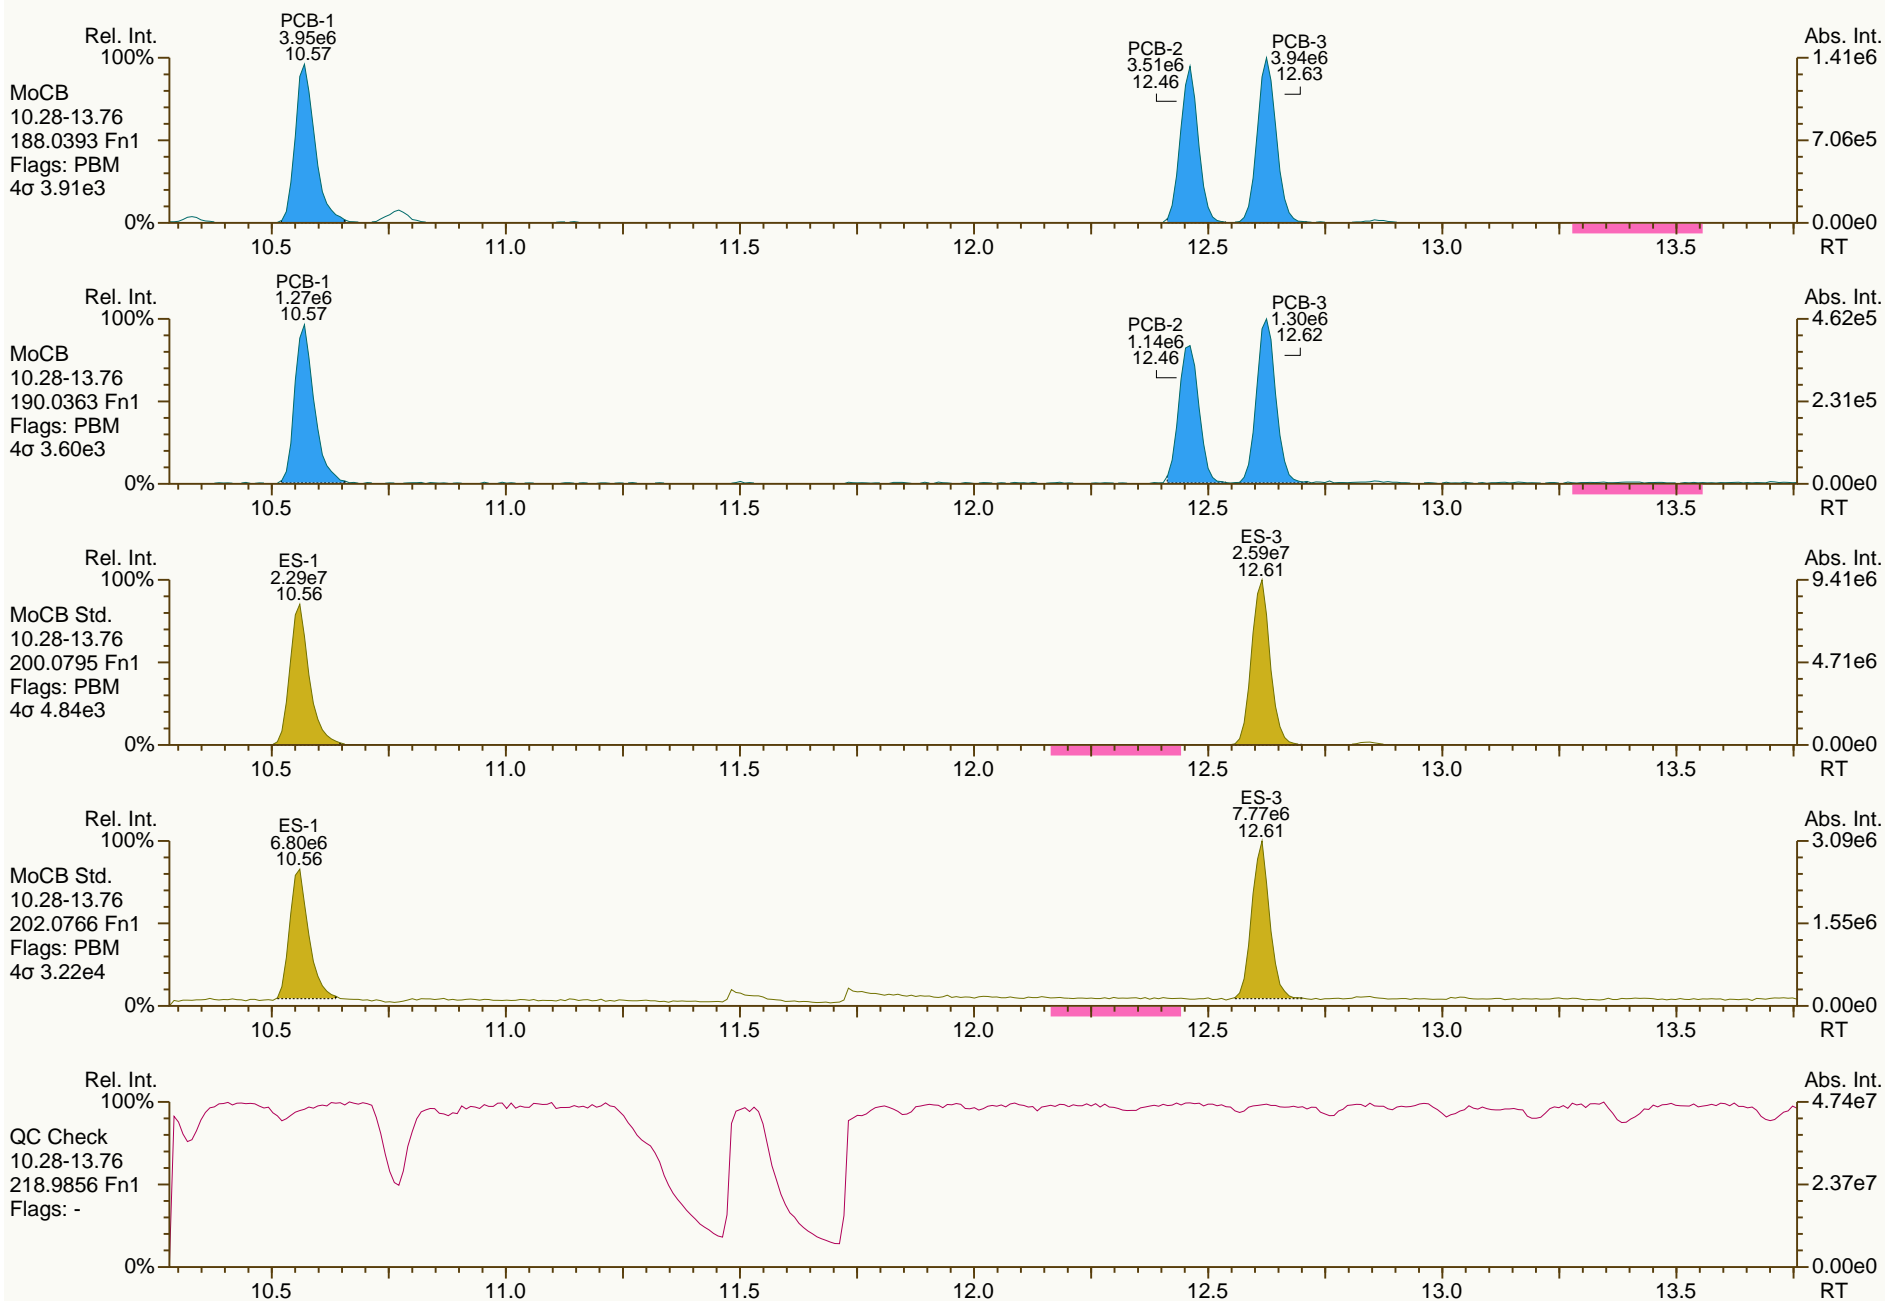 PCB-1
3.95e6
10.57
PCB-2
3.51e6
12.46
PCB-3
3.94e6
12.63
Rel. Int.
100%
0%
Abs. Int.
1.41e6
7.06e5
0.00e0
MoCB
10.28-13.76
188.0393 Fn1
Flags: PBM
4σ 3.91e3
10.5 11.0 11.5 12.0 12.5 13.0 13.5 RT
PCB-1
1.27e6
10.57
PCB-2
1.14e6
12.46
PCB-3
1.30e6
12.62
Rel. Int.
100%
0%
Abs. Int.
4.62e5
2.31e5
0.00e0
MoCB
10.28-13.76
190.0363 Fn1
Flags: PBM
4σ 3.60e3
10.5 11.0 11.5 12.0 12.5 13.0 13.5 RT
ES-1
2.29e7
10.56
ES-3
2.59e7
12.61
Rel. Int.
100%
0%
Abs. Int.
9.41e6
4.71e6
0.00e0
MoCB Std.
10.28-13.76
200.0795 Fn1
Flags: PBM
4σ 4.84e3
10.5 11.0 11.5 12.0 12.5 13.0 13.5 RT
ES-1
6.80e6
10.56
ES-3
7.77e6
12.61
Rel. Int.
100%
0%
Abs. Int.
3.09e6
1.55e6
0.00e0
MoCB Std.
10.28-13.76
202.0766 Fn1
Flags: PBM
4σ 3.22e4
10.5 11.0 11.5 12.0 12.5 13.0 13.5 RT
Rel. Int.
100%
0%
Abs. Int.
4.74e7
2.37e7
0.00e0
QC Check
10.28-13.76
218.9856 Fn1
Flags: -
10.5 11.0 11.5 12.0 12.5 13.0 13.5 RT